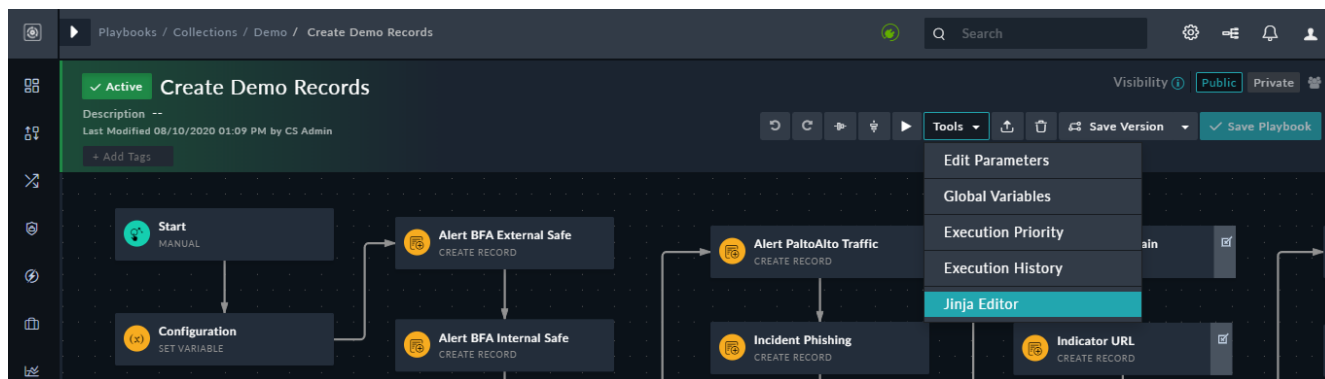 Playbooks / Collections / Demo / Create Demo Records
Search
Active Create Demo Records
Visibility Public Private
Description --
Last Modified 08/10/2020 01:09 PM by CS Admin
+ Add Tags
Tools
Save Version
Save Playbook
Edit Parameters
Global Variables
Execution Priority
Execution History
Jinja Editor
Start
MANUAL
Configuration
SET VARIABLE
(x)
Alert BFA External Safe
CREATE RECORD
Alert BFA Internal Safe
CREATE RECORD
Alert PaltoAlto Traffic
CREATE RECORD
Incident Phishing
CREATE RECORD
ain
Indicator URL
CREATE RECORD